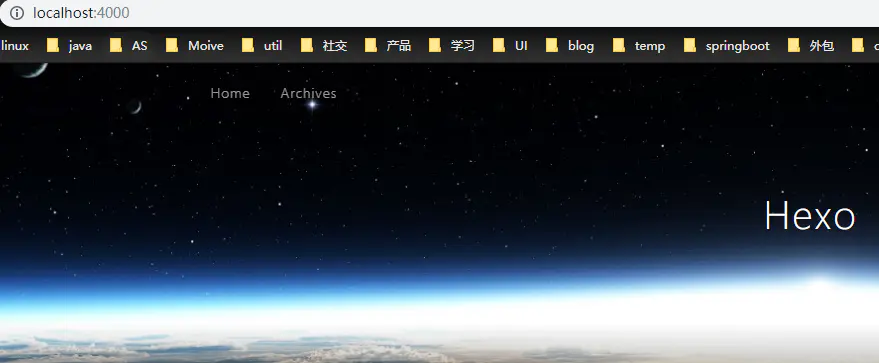 localhost:4000
linux java AS Moive util 社交 产品 学习 UI blog temp springboot 外包
Home Archives
Hexo